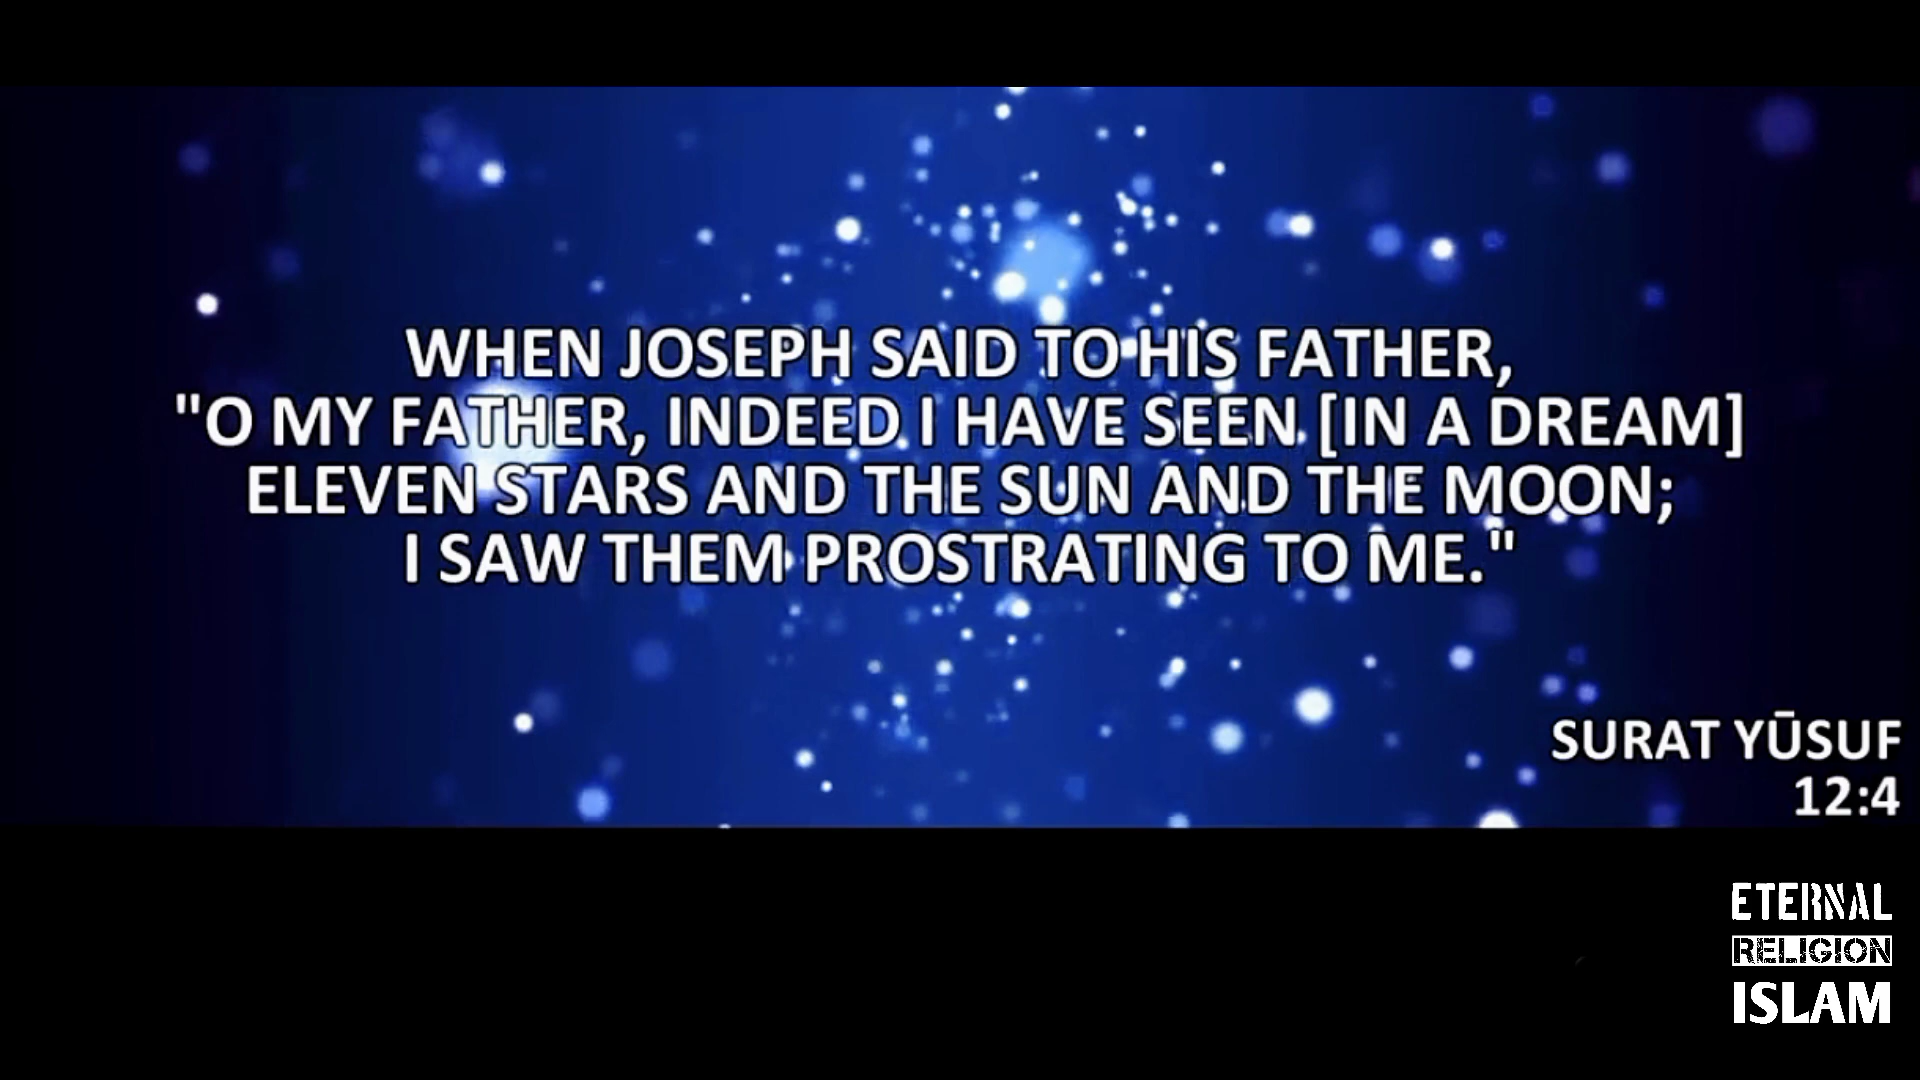 WHEN JOSEPH SAID TO HIS FATHER,
"O MY FATHER, INDEED I HAVE SEEN [IN A DREAM]
ELEVEN STARS AND THE SUN AND THE MOON;
I SAW THEM PROSTRATING TO ME."
SURAT YŪSUF
12:4
ETERNAL
RELIGION
ISLAM